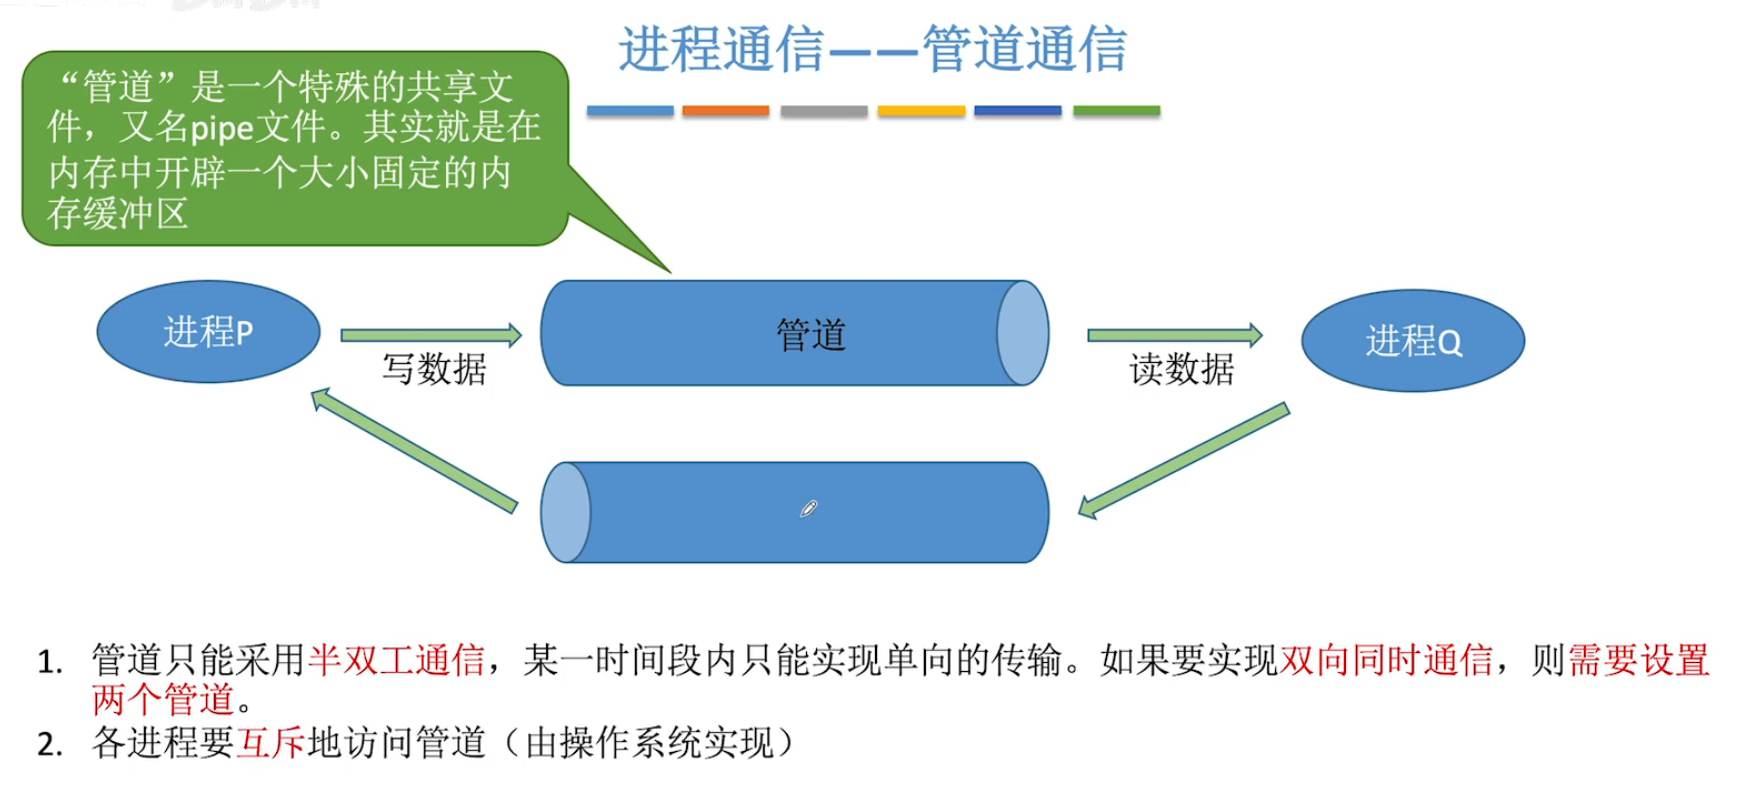 进程通信——管道通信
“管道”是一个特殊的共享文
件，又名pipe文件。其实就是在
内存中开辟一个大小固定的内
存缓冲区
进程P
写数据
管道
读数据
进程Q
1. 管道只能采用半双工通信，某一时间段内只能实现单向的传输。如果要实现双向同时通信，则需要设置
两个管道。
2. 各进程要互斥地访问管道（由操作系统实现）